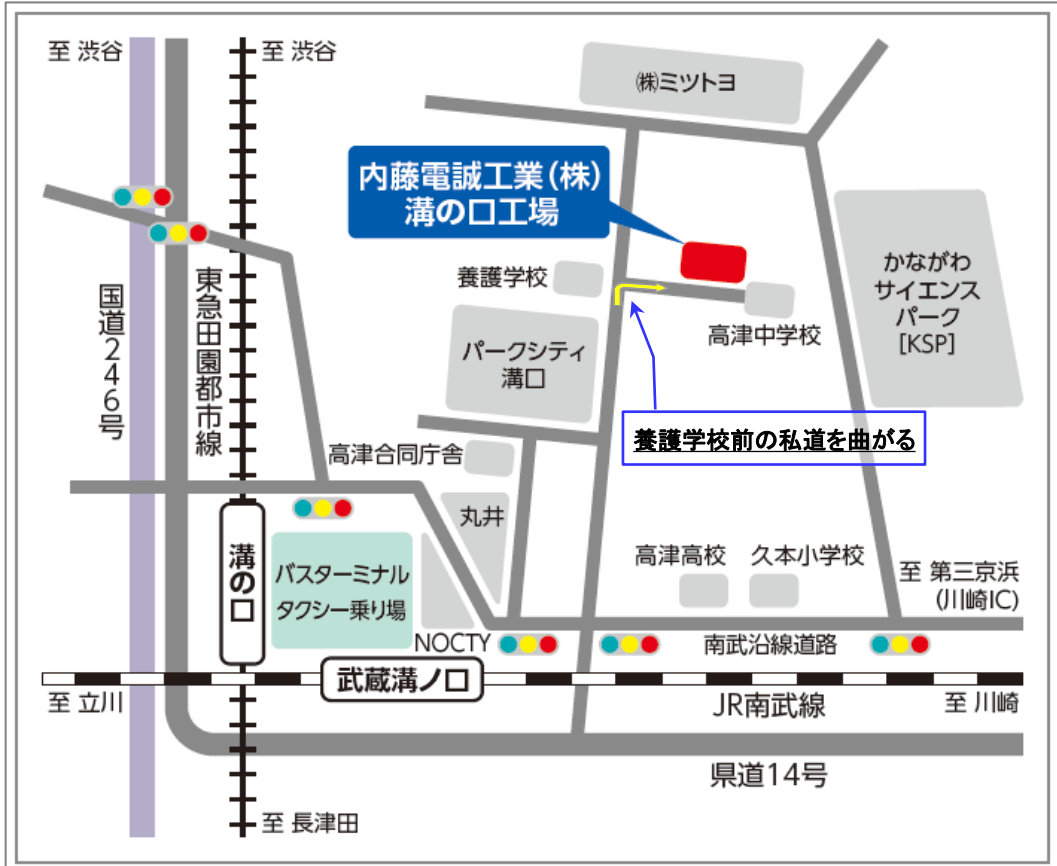 至 渋谷
至 渋谷
㈱ミツトヨ
内藤電誠工業(株)
溝の口工場
養護学校
高津中学校
かながわ
サイエンス
パーク
[KSP]
国道246号
東急田園都市線
パークシティ
溝口
養護学校前の私道を曲がる
高津合同庁舎
丸井
溝の口
バスターミナル
タクシー乗り場
高津高校
久本小学校
至 第三京浜
(川崎IC)
NOCTY
南武沿線道路
武蔵溝ノ口
至 立川
JR南武線
至 川崎
県道14号
至 長津田